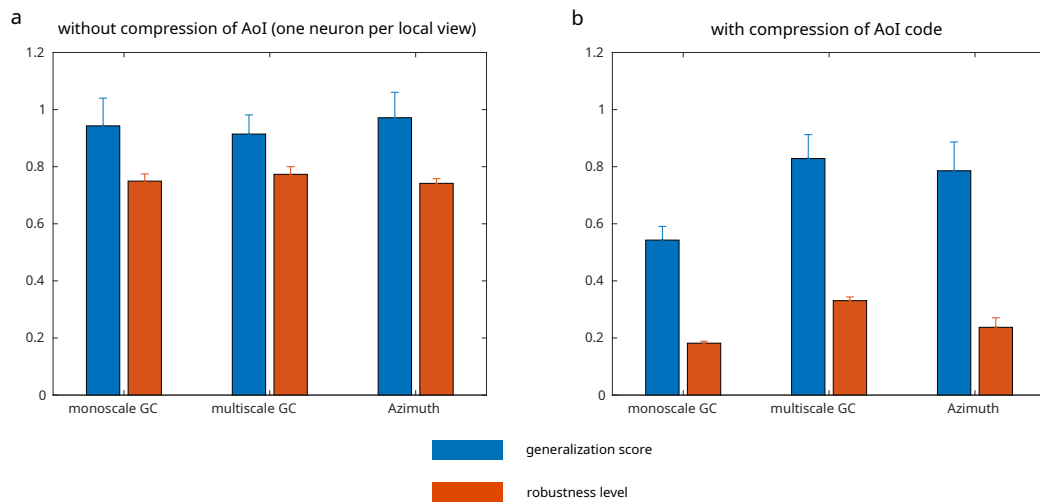 a
without compression of AoI (one neuron per local view)
1.2
1
0.8
0.6
0.4
0.2
0
monoscale GC
multiscale GC
Azimuth
b
with compression of AoI code
1.2
1
0.8
0.6
0.4
0.2
0
monoscale GC
multiscale GC
Azimuth
generalization score
robustness level